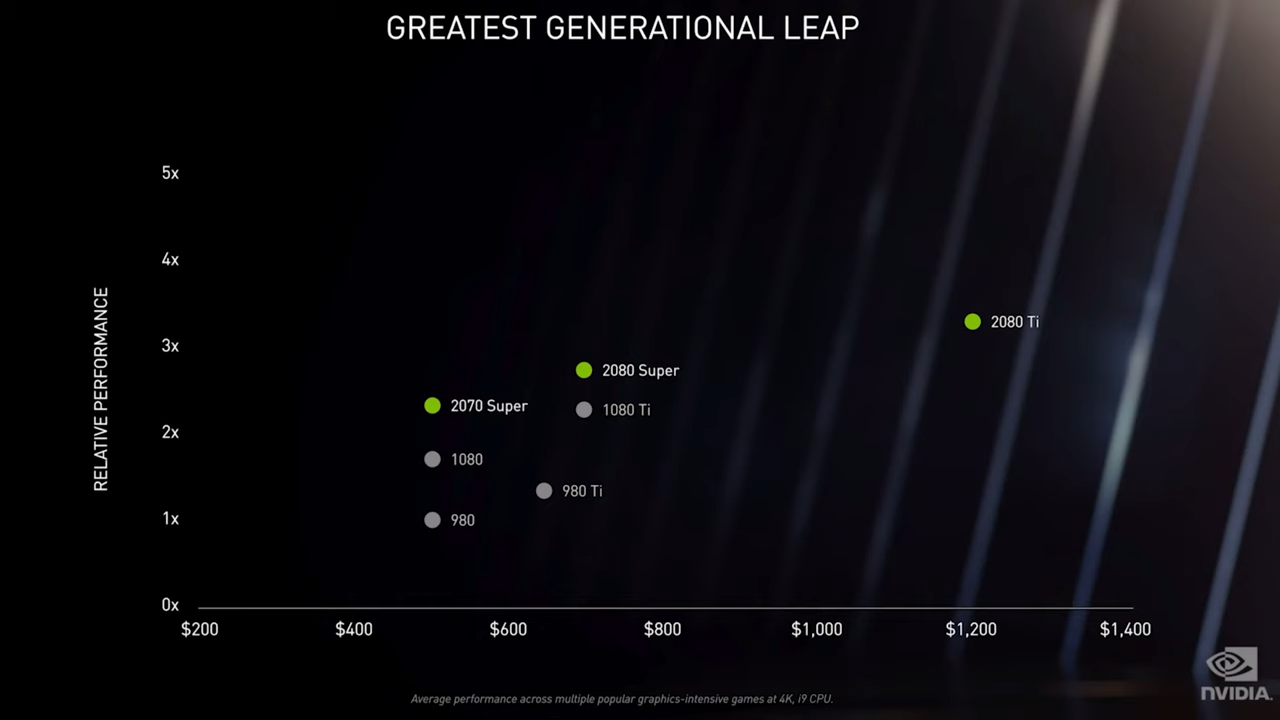 GREATEST GENERATIONAL LEAP
RELATIVE PERFORMANCE
5x
4x
3x
2x
1x
0x
2080 Ti
2080 Super
2070 Super
1080 Ti
1080
980 Ti
980
$200 $400 $600 $800 $1,000 $1,200 $1,400
Average performance across multiple popular graphics-intensive games at 4K, i9 CPU.
NVIDIA.